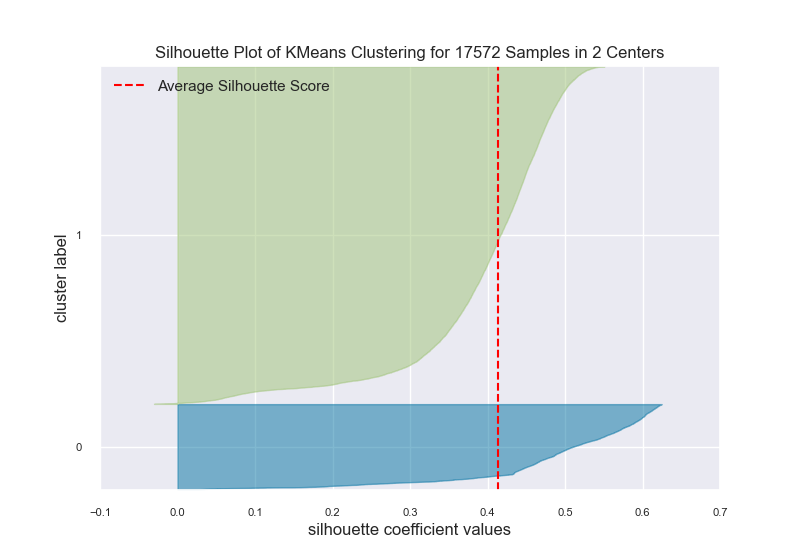 Silhouette Plot of KMeans Clustering for 17572 Samples in 2 Centers
Average Silhouette Score
cluster label
1
0
−0.1 0.0 0.1 0.2 0.3 0.4 0.5 0.6 0.7
silhouette coefficient values